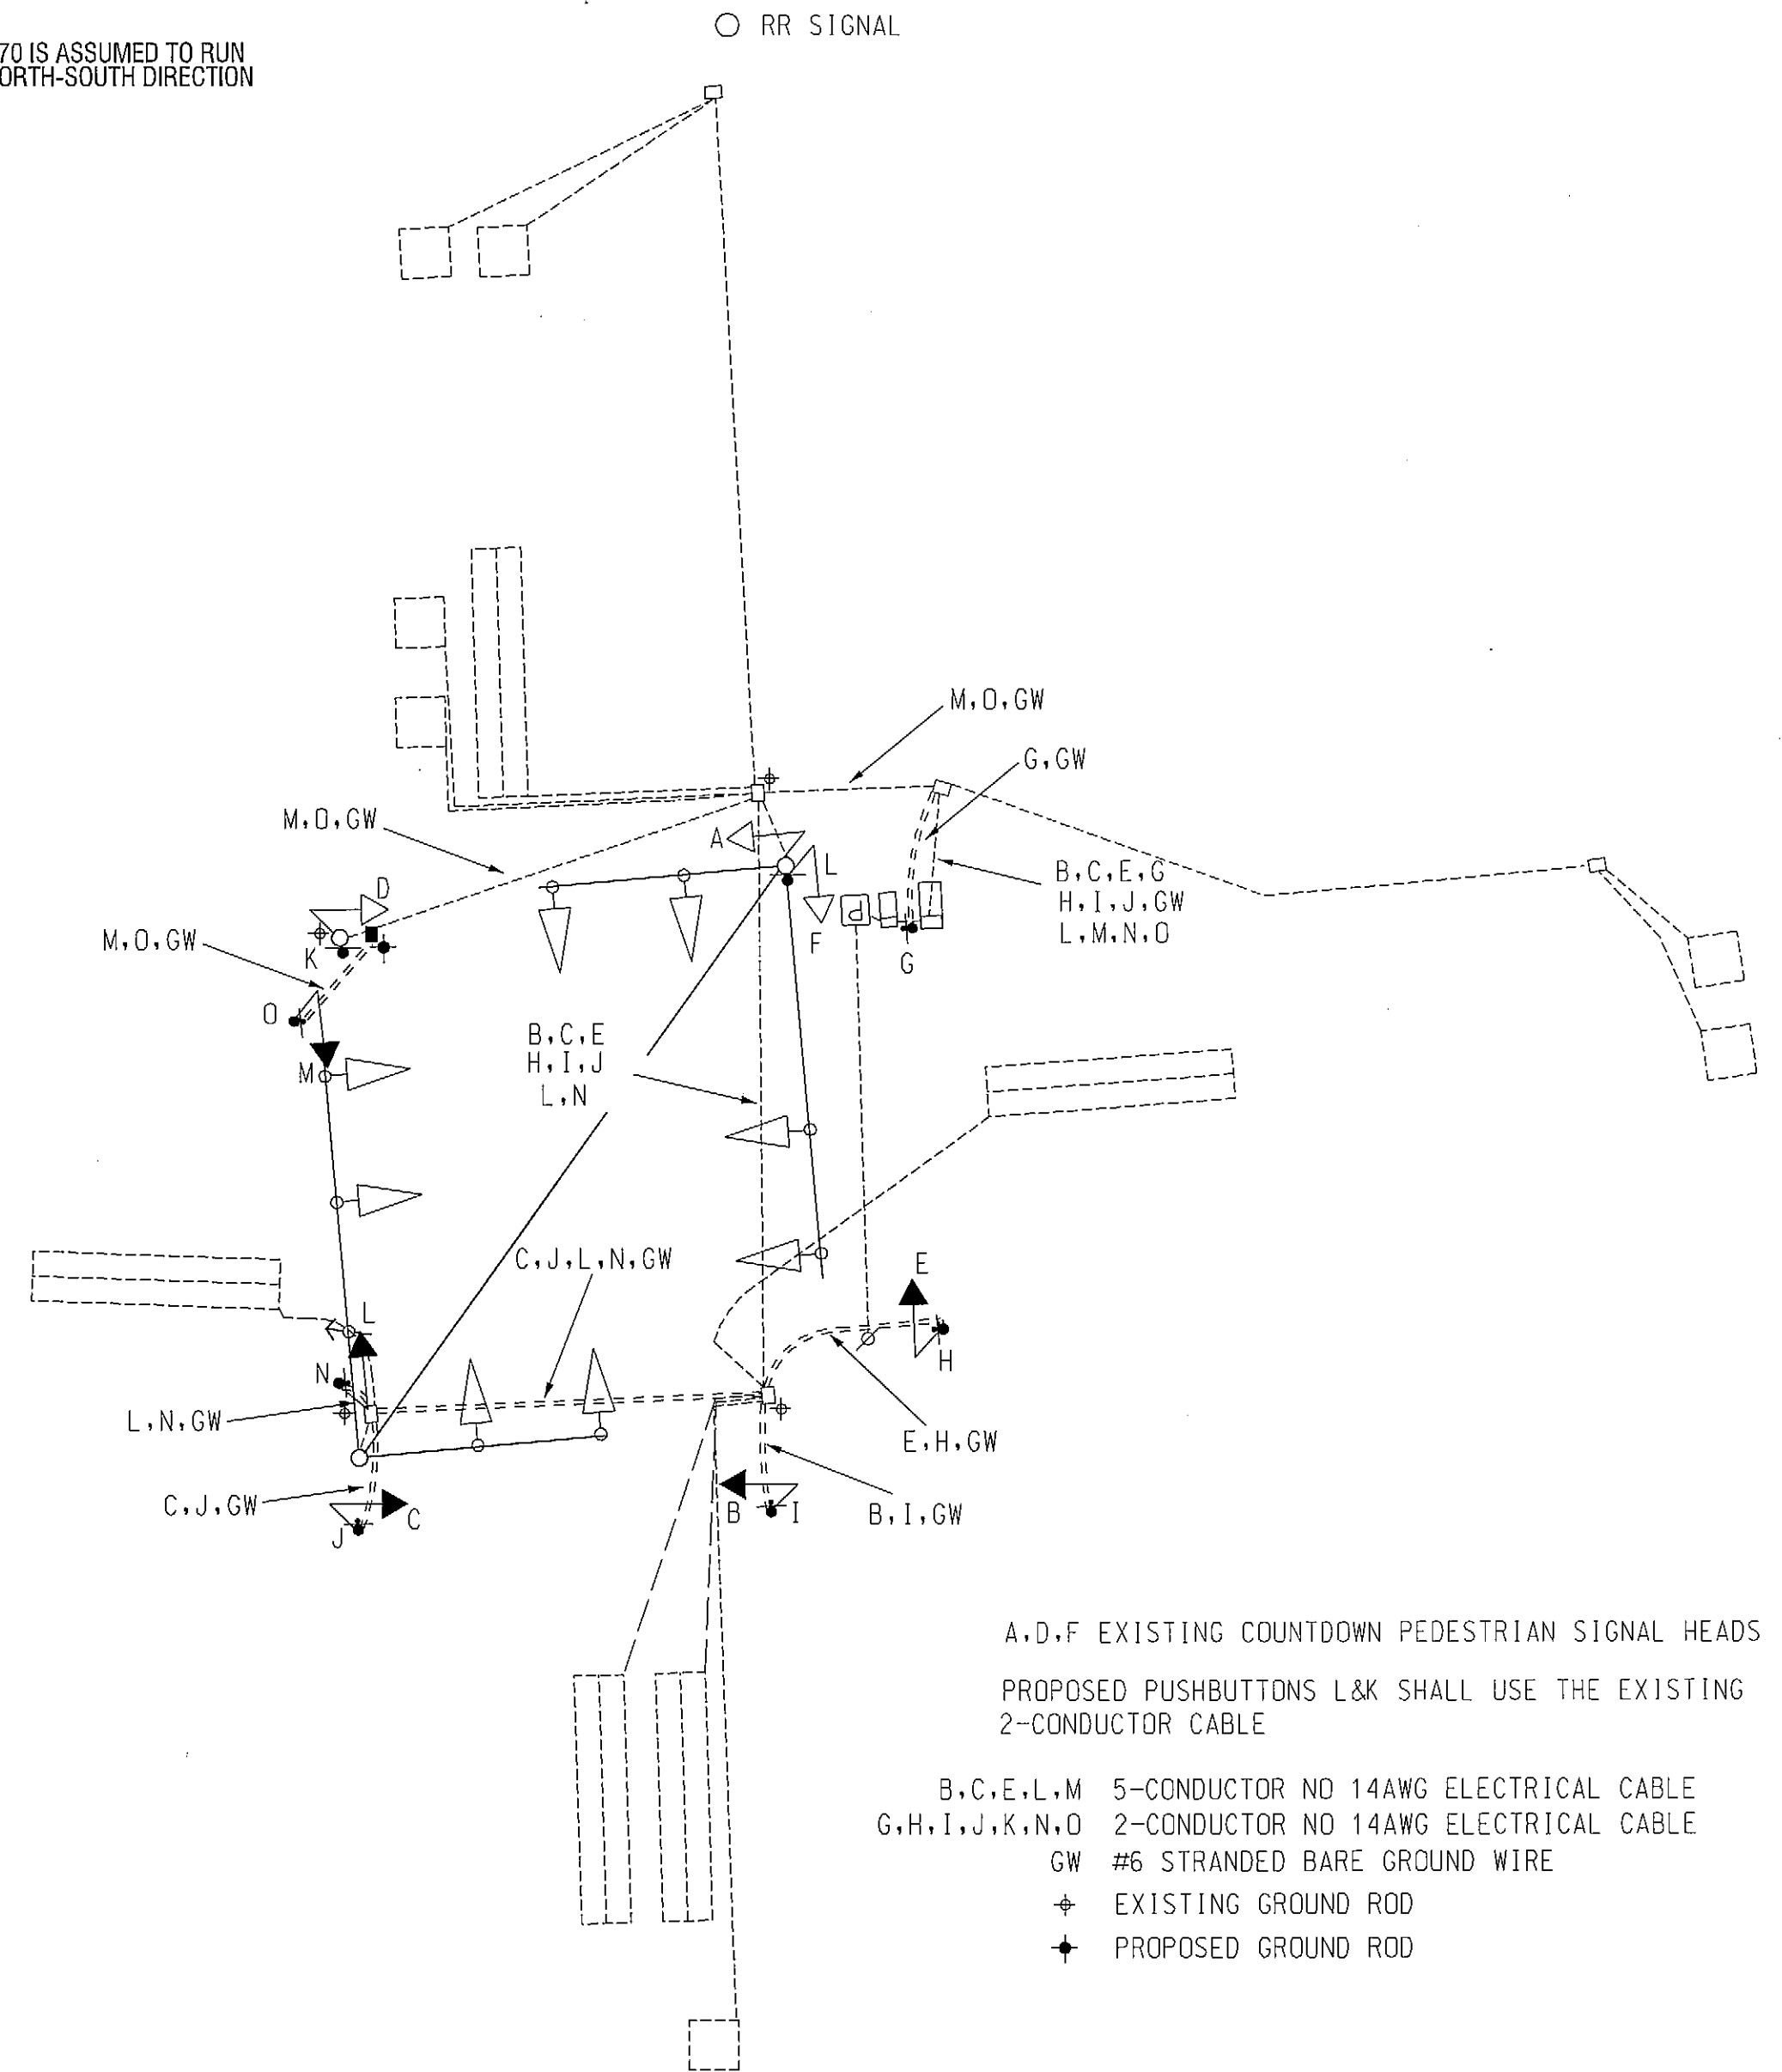 RR SIGNAL
70 IS ASSUMED TO RUN
ORTH-SOUTH DIRECTION
M,O,GW
G,GW
M,O,GW
A
L
B,C,E,G
H,I,J,GW
L,M,N,O
D
P
F
G
M,O,GW
K
O
B,C,E
H,I,J
L,N
M
C,J,L,N,GW
E
L
H
N
L,N,GW
E,H,GW
C,J,GW
C
J
B
I
B,I,GW
A,D,F EXISTING COUNTDOWN PEDESTRIAN SIGNAL HEADS
PROPOSED PUSHBUTTONS L&K SHALL USE THE EXISTING
2-CONDUCTOR CABLE
B,C,E,L,M 5-CONDUCTOR NO 14AWG ELECTRICAL CABLE
G,H,I,J,K,N,O 2-CONDUCTOR NO 14AWG ELECTRICAL CABLE
GW #6 STRANDED BARE GROUND WIRE
EXISTING GROUND ROD
PROPOSED GROUND ROD